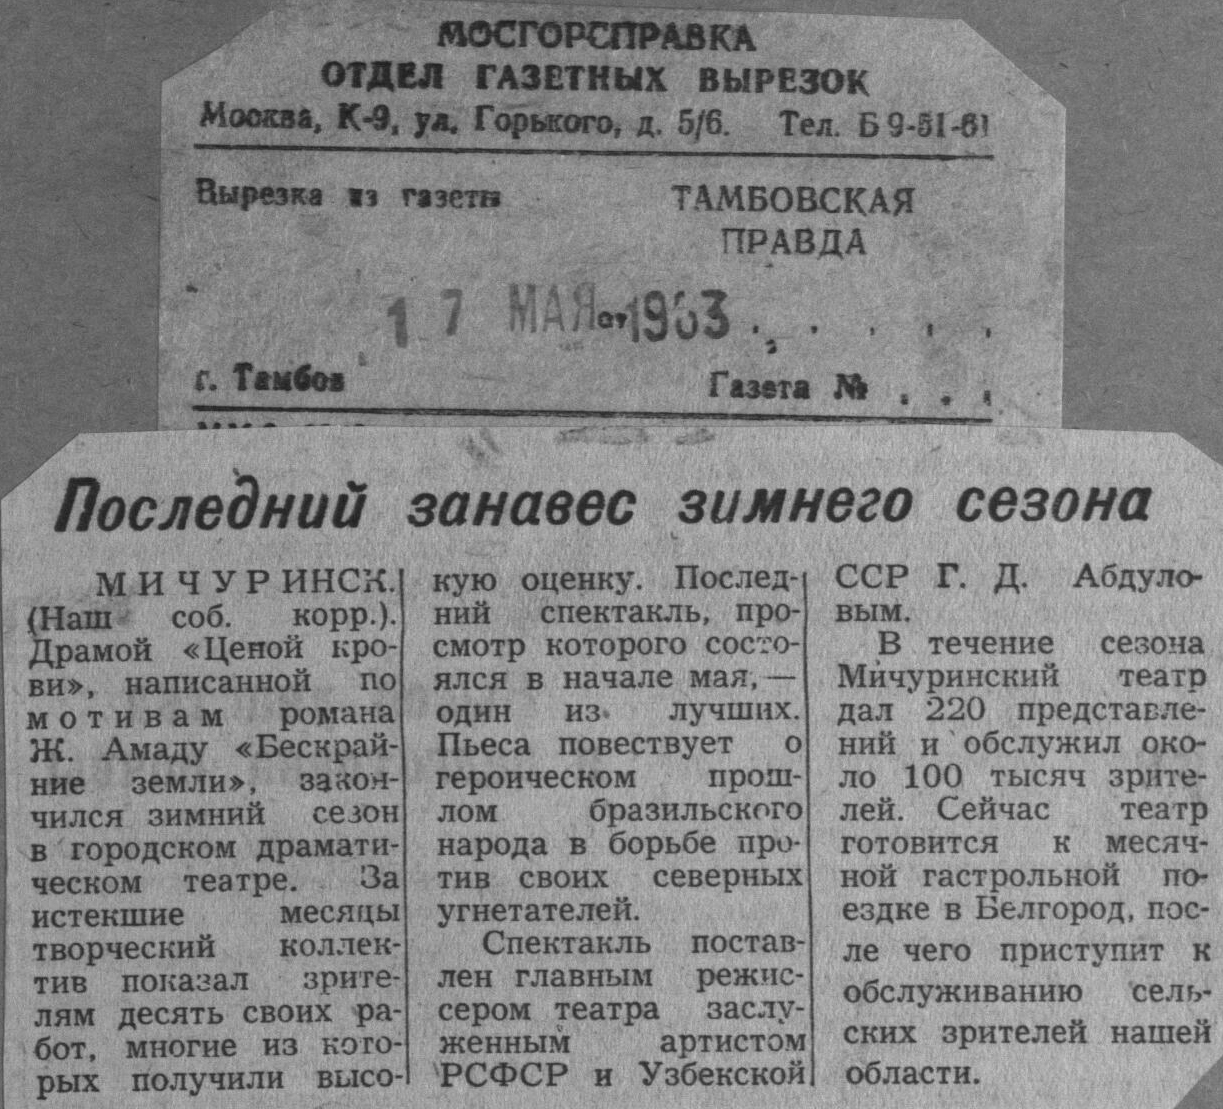 МОСГОРСПРАВКА
ОТДЕЛ ГАЗЕТНЫХ ВЫРЕЗОК
Москва, К-9, ул. Горького, д. 5/6. Тел. Б 9-51-61
Вырезка из газеты
ТАМБОВСКАЯ
ПРАВДА
17 МАЯ от 1963 . . . . .
г. Тамбов Газета № . . .
Последний занавес зимнего сезона
МИЧУРИНСК.
(Наш соб. корр.).
Драмой «Ценой кро-
ви», написанной по
мотивам романа
Ж. Амаду «Бескрай-
ние земли», закон-
чился зимний сезон
в городском драмати-
ческом театре. За
истекшие месяцы
творческий коллек-
тив показал зрите-
лям десять своих ра-
бот, многие из кото-
рых получили высо-
кую оценку. Послед-
ний спектакль, про-
смотр которого состо-
ялся в начале мая, —
один из лучших.
Пьеса повествует о
героическом прош-
лом бразильского
народа в борьбе про-
тив своих северных
угнетателей.
Спектакль постав-
лен главным режис-
сером театра заслу-
женным артистом
РСФСР и Узбекской
ССР Г. Д. Абдуло-
вым.
В течение сезона
Мичуринский театр
дал 220 представле-
ний и обслужил око-
ло 100 тысяч зрите-
лей. Сейчас театр
готовится к месяч-
ной гастрольной по-
ездке в Белгород, пос-
ле чего приступит к
обслуживанию сель-
ских зрителей нашей
области.